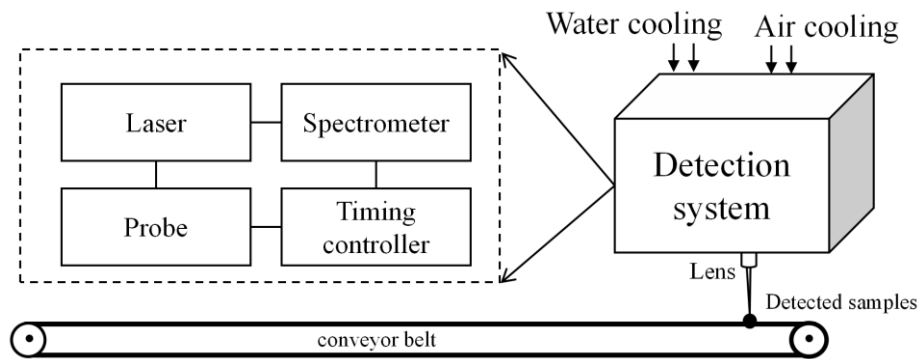 Water cooling
Air cooling
Laser
Spectrometer
Probe
Timing
controller
Detection
system
Lens
Detected samples
conveyor belt